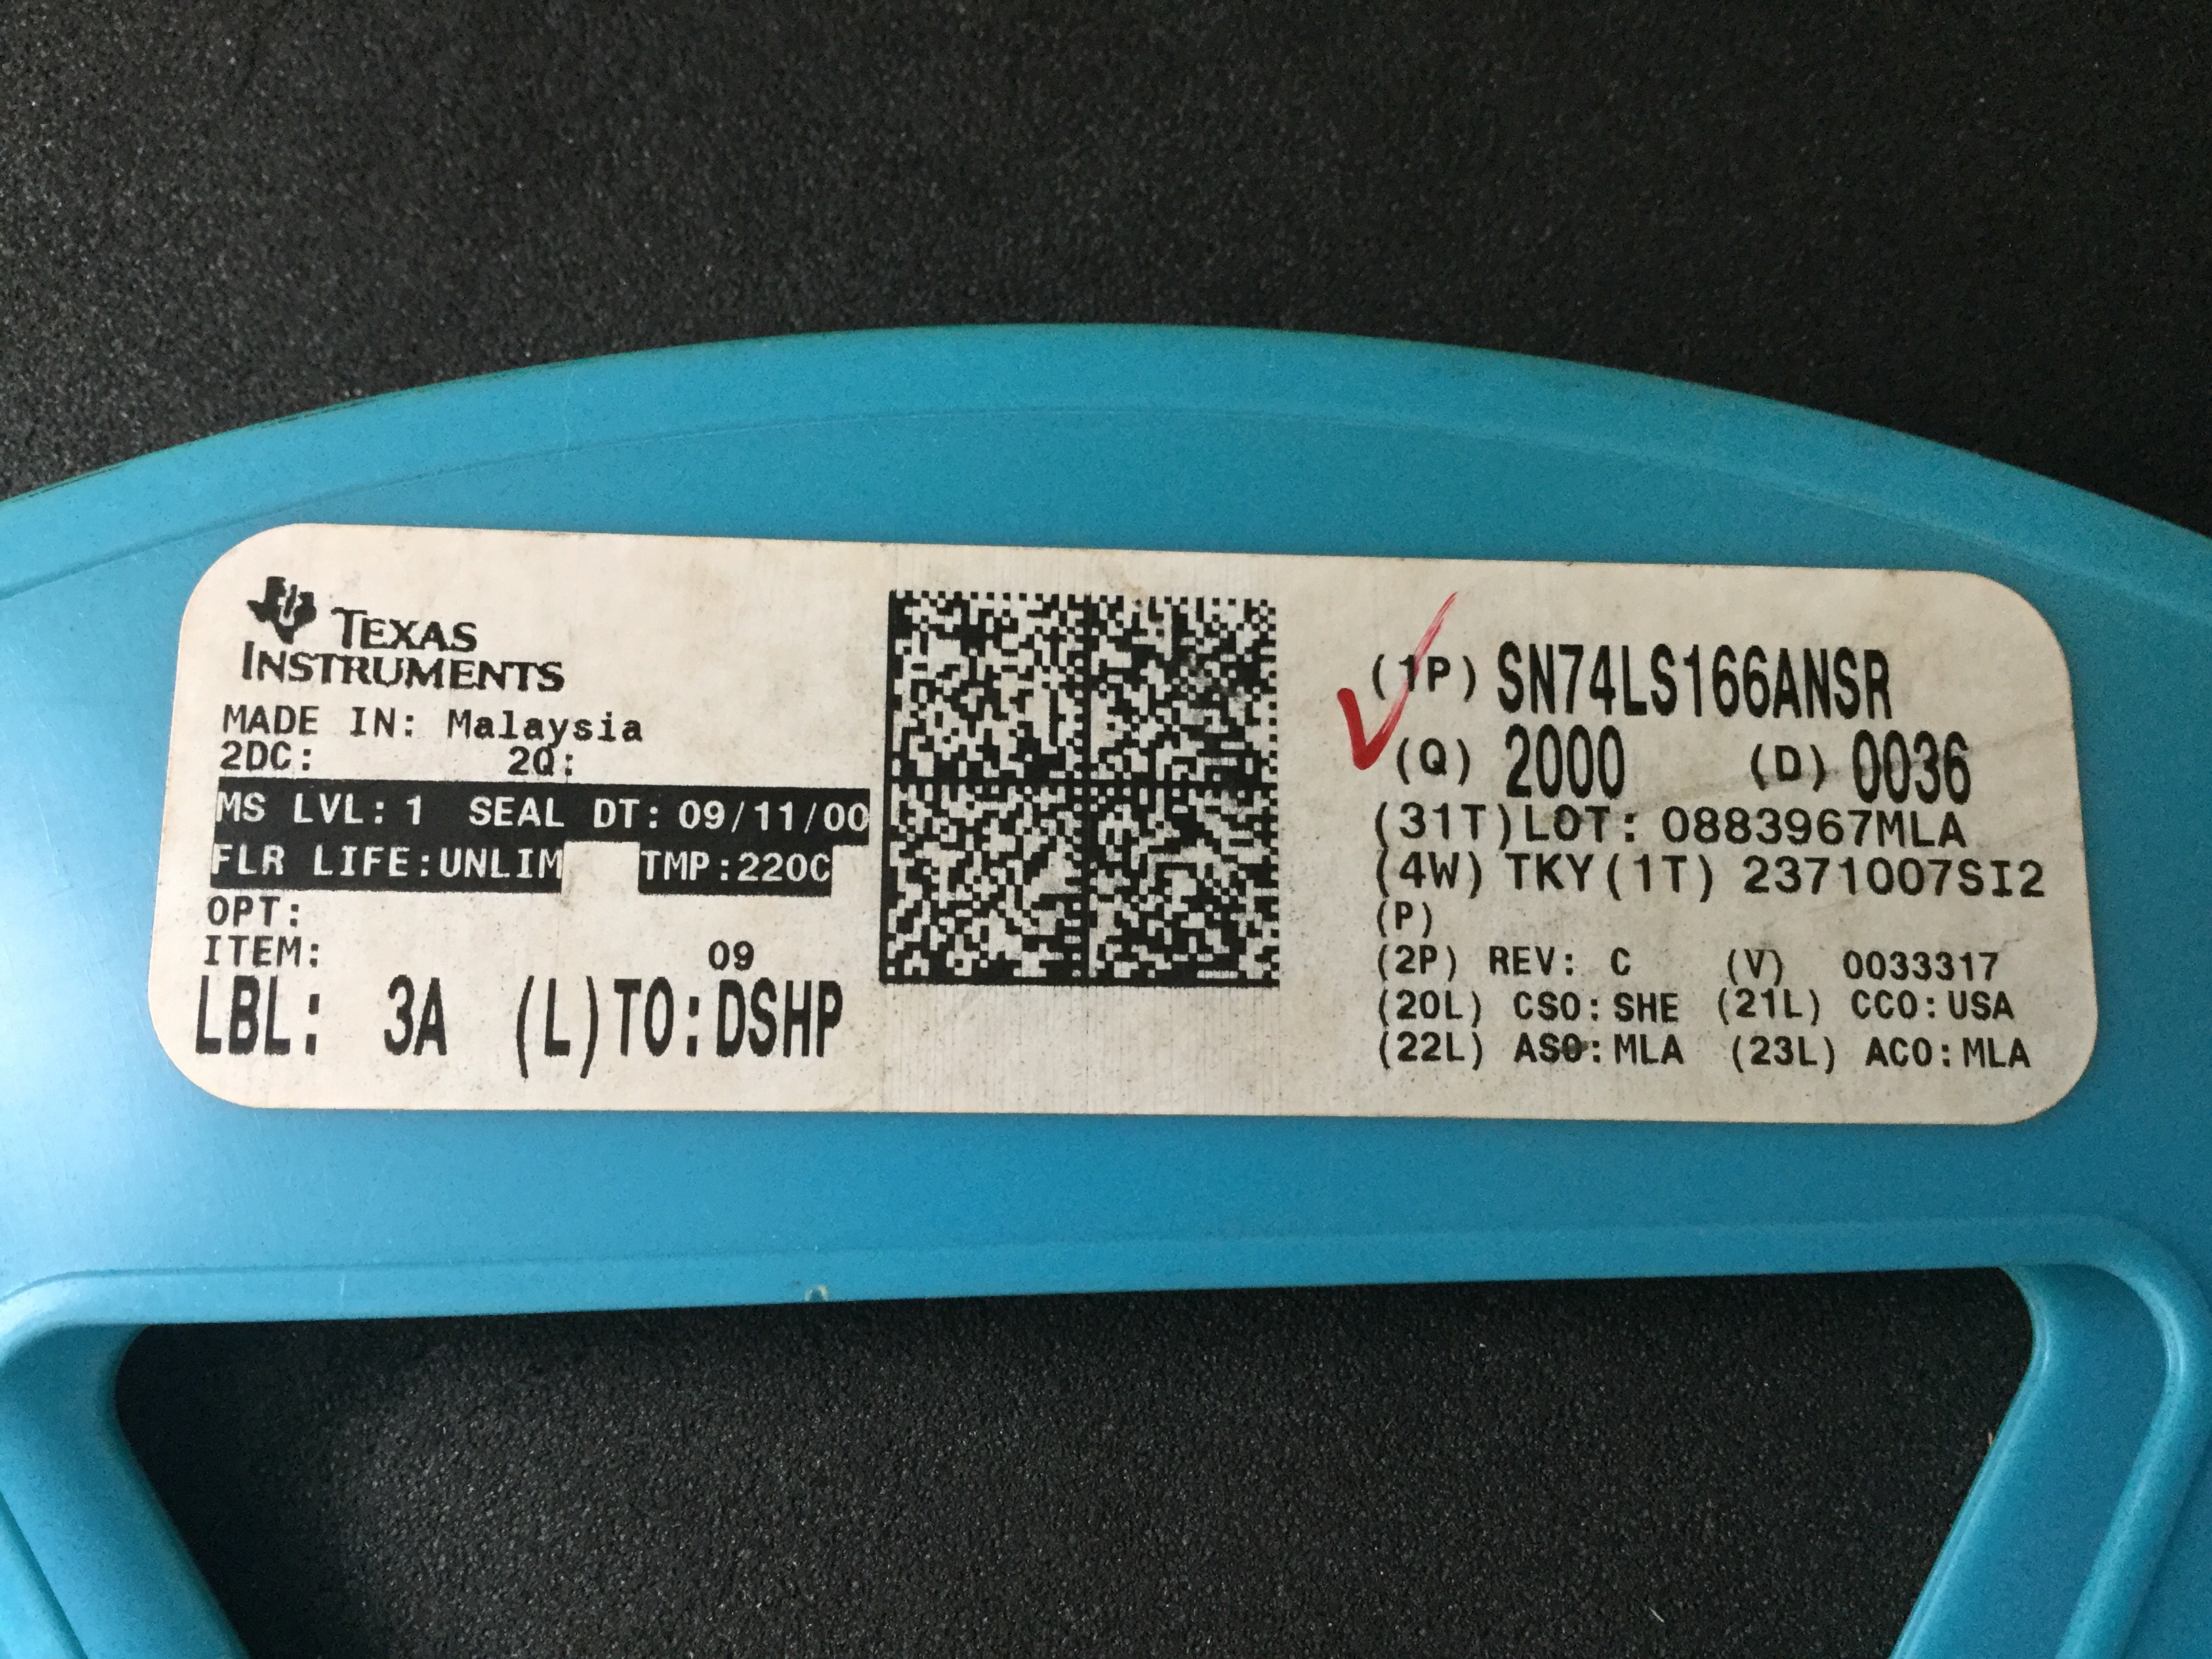 TEXAS
INSTRUMENTS
MADE IN: Malaysia
2DC: 2Q:
MS LVL: 1 SEAL DT: 09/11/00
FLR LIFE:UNLIM TMP:220C
OPT:
ITEM: 09
LBL: 3A (L)TO:DSHP
(1P) SN74LS166ANSR
(Q) 2000 (D) 0036
(31T)LOT: 0883967MLA
(4W) TKY(1T) 2371007SI2
(P)
(2P) REV: C (V) 0033317
(20L) CSO:SHE (21L) CCO:USA
(22L) ASO:MLA (23L) ACO:MLA